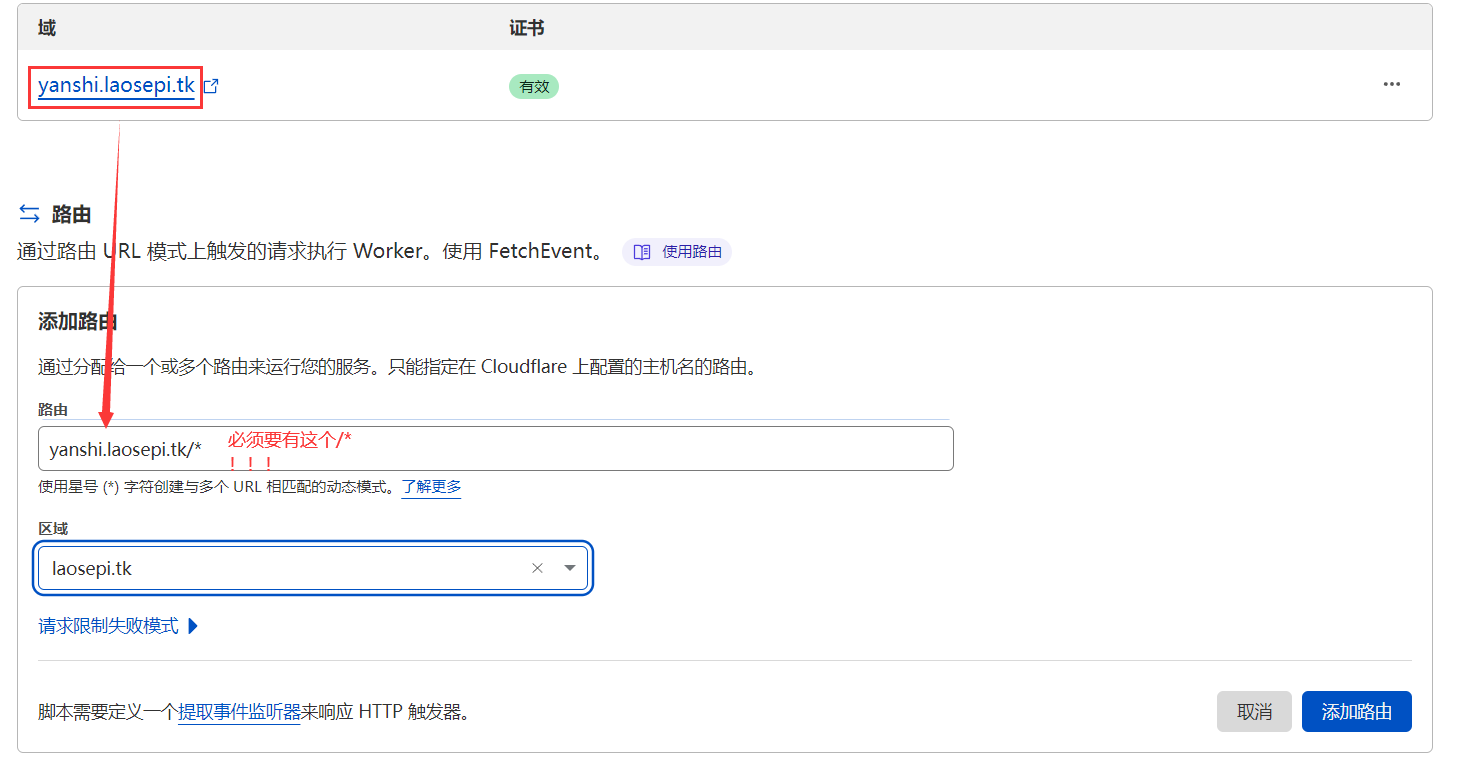 域 证书
yanshi.laosepi.tk 有效
路由
通过路由 URL 模式上触发的请求执行 Worker。使用 FetchEvent。 使用路由
添加路由
通过分配给一个或多个路由来运行您的服务。只能指定在 Cloudflare 上配置的主机名的路由。
路由
yanshi.laosepi.tk/* 必须要有这个/*
！！！
使用星号 (*) 字符创建与多个 URL 相匹配的动态模式。了解更多
区域
laosepi.tk
请求限制失败模式
脚本需要定义一个提取事件监听器来响应 HTTP 触发器。 取消 添加路由